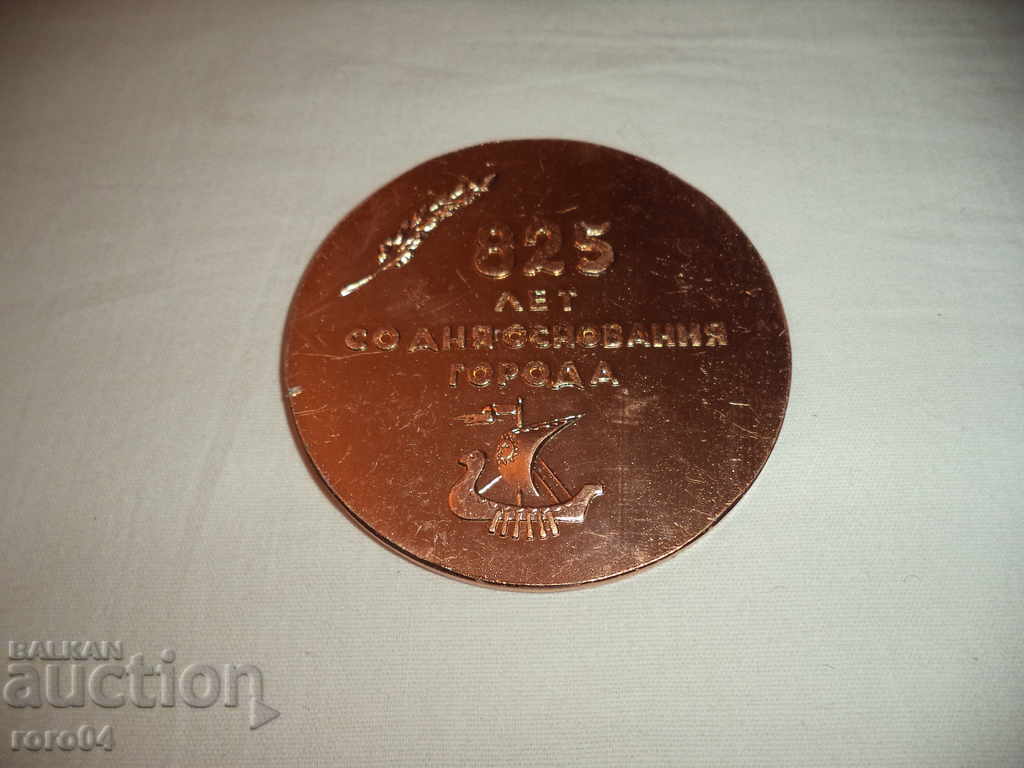 825
ЛЕТ
СО ДНЯ ОСНОВАНИЯ
ГОРОДА
BALKAN
auction
roro04